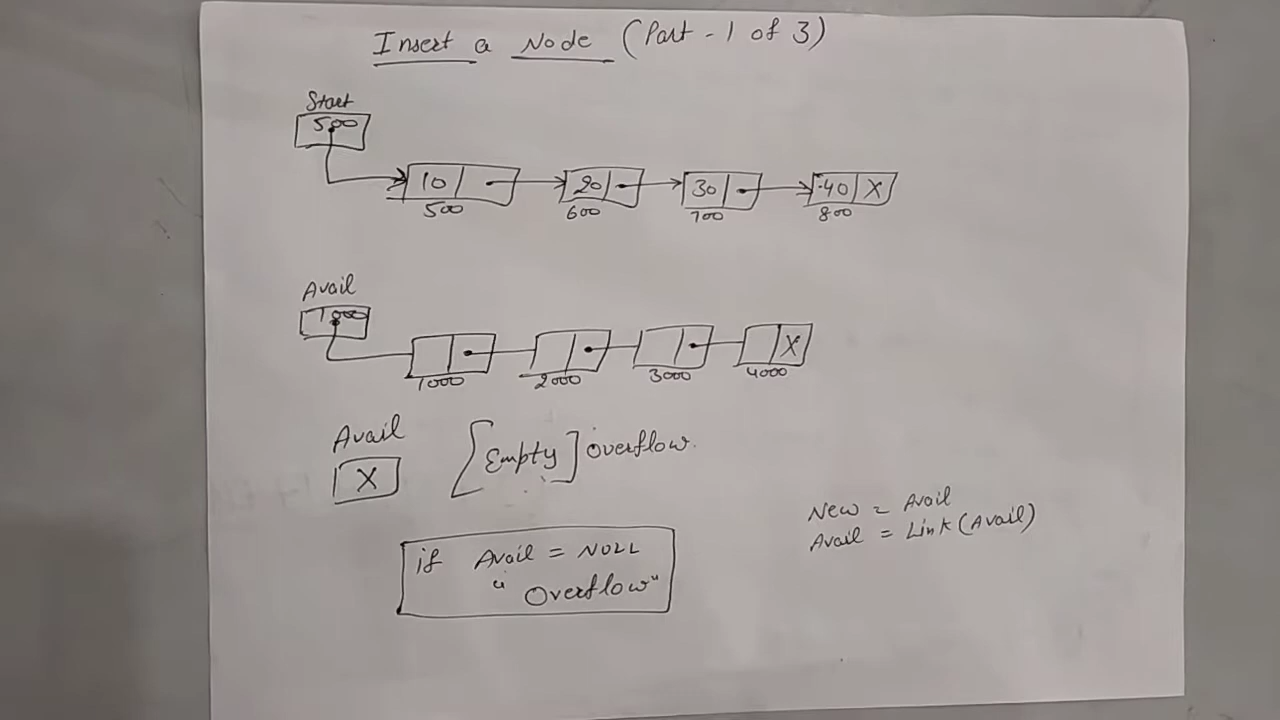 Insert a Node (Part - 1 of 3)
Start
500
10 20 30 40 X
500 600 700 800
Avail
1000
X
1000 2000 3000 4000
Avail
X
[Empty] overflow.
New = Avail
Avail = Link (Avail)
if Avail = NULL
"Overflow"